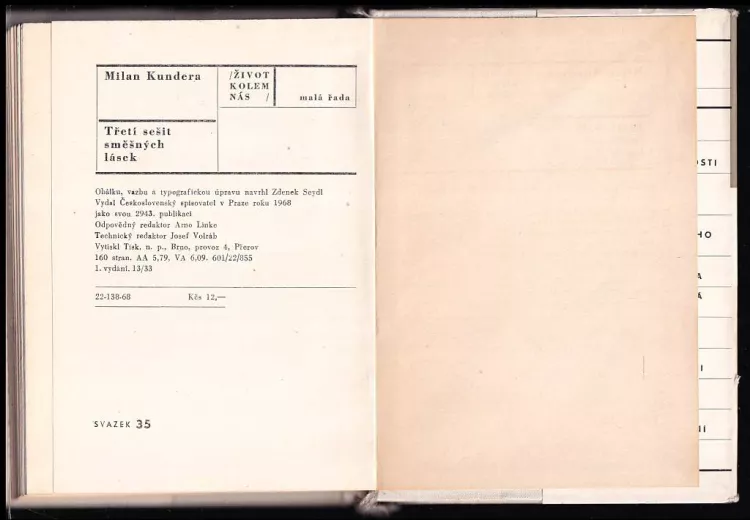 Milan Kundera
/ŽIVOT
KOLEM
NÁS /
malá řada
Třetí sešit
směšných
lásek
Obálku, vazbu a typografickou úpravu navrhl Zdenek Seydl
Vydal Československý spisovatel v Praze roku 1968
jako svou 2943. publikaci
Odpovědný redaktor Arno Linke
Technický redaktor Josef Volráb
Vytiskl Tisk, n. p., Brno, provoz 4, Přerov
160 stran. AA 5,79, VA 6,09. 601/22/855
1. vydání. 13/33
22-138-68 Kčs 12,—
SVAZEK 35
OSTI
HO
A
A
I
II